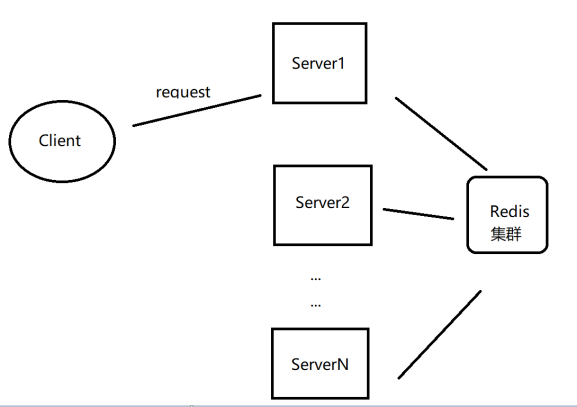 Server1
request
Client
Server2
Redis
集群
...
...
ServerN